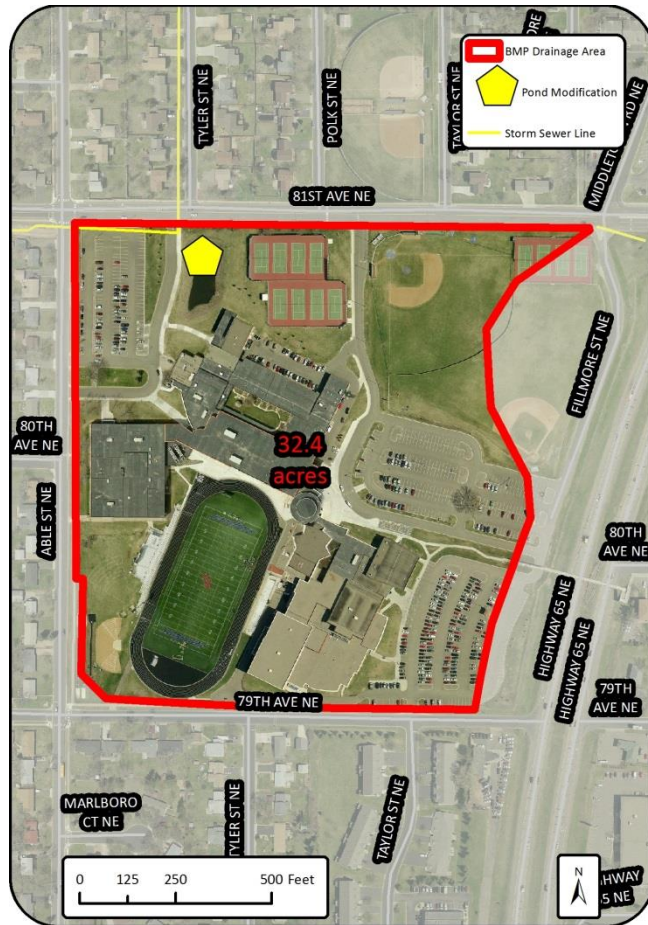 BMP Drainage Area
Pond Modification
Storm Sewer Line
TYLER ST NE
POLK ST NE
TAYLOR ST NE
81ST AVE NE
FILLMORE ST NE
32.4
acres
80TH
AVE NE
ABLE ST NE
80TH
AVE NE
HIGHWAY 65 NE
HIGHWAY 65 NE
79TH AVE NE
79TH
AVE NE
MARLBORO
CT NE
TYLER ST NE
TAYLOR ST NE
0 125 250 500 Feet
N